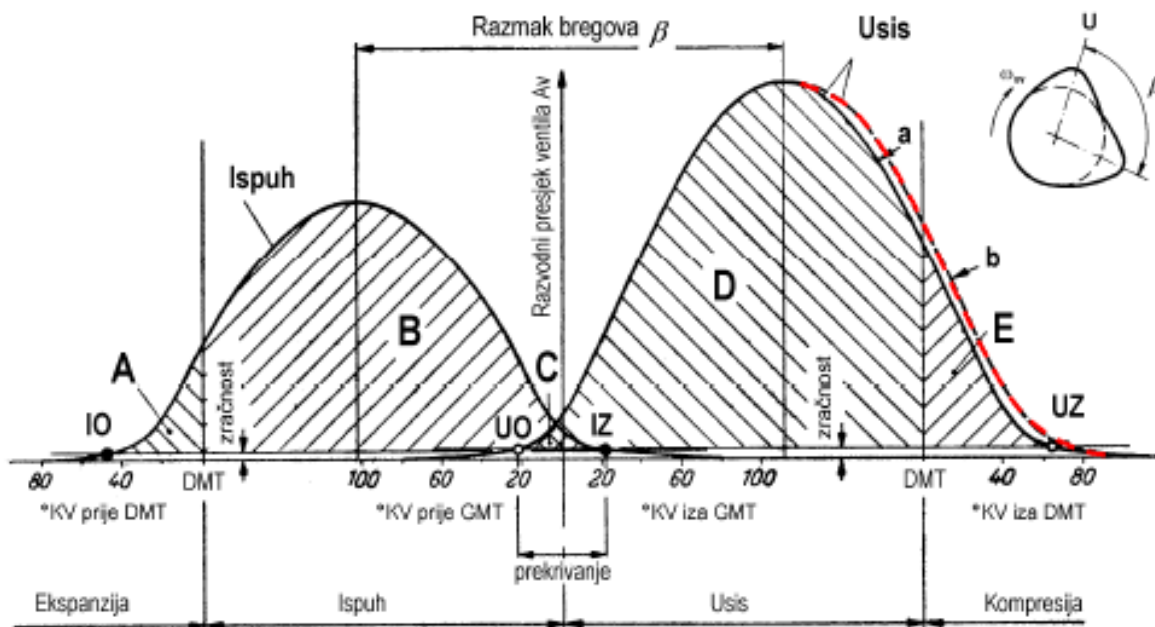 Razmak bregova β
Usis
U
ω
β
Razvodni presjek ventila Av
a
Ispuh
b
A
B
C
D
E
IO
UO
IZ
UZ
zračnost
zračnost
80 40 DMT 100 60 20 20 60 100 DMT 40 80
°KV prije DMT
°KV prije GMT
°KV iza GMT
°KV iza DMT
prekrivanje
Ekspanzija
Ispuh
Usis
Kompresija